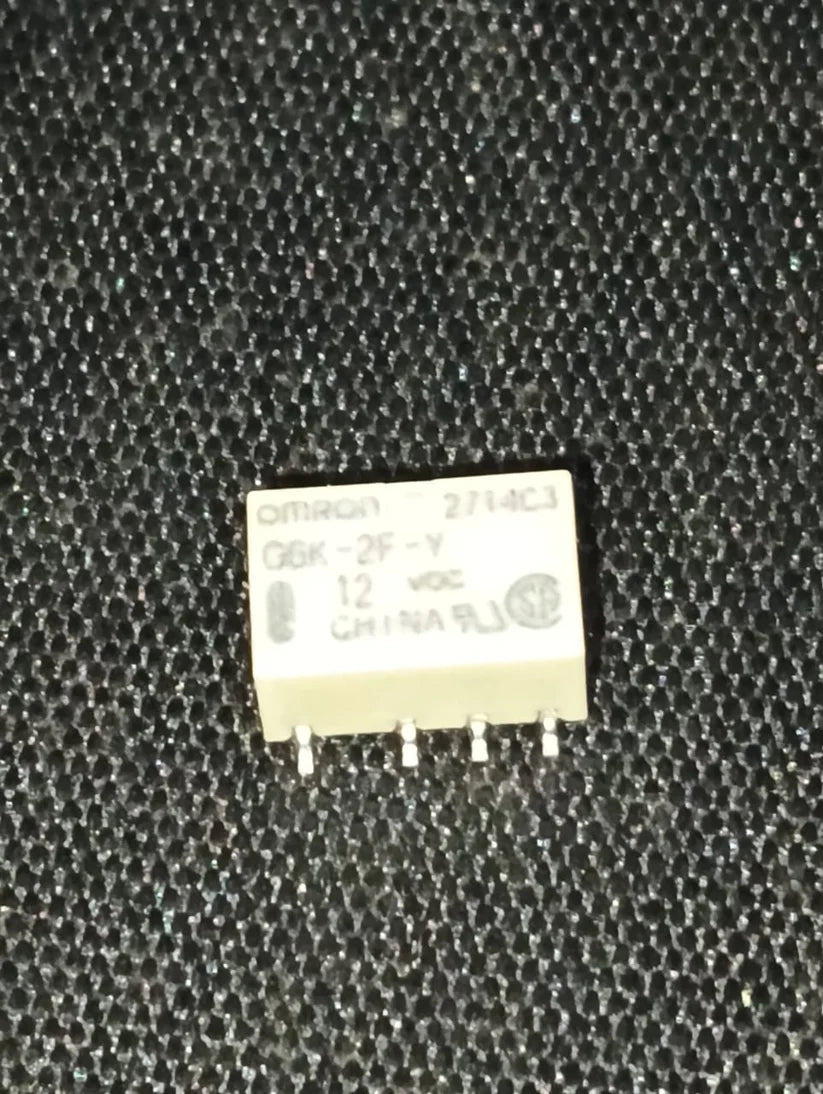 OMRON 2714C3
G6K-2F-Y
12 VDC
CHINA